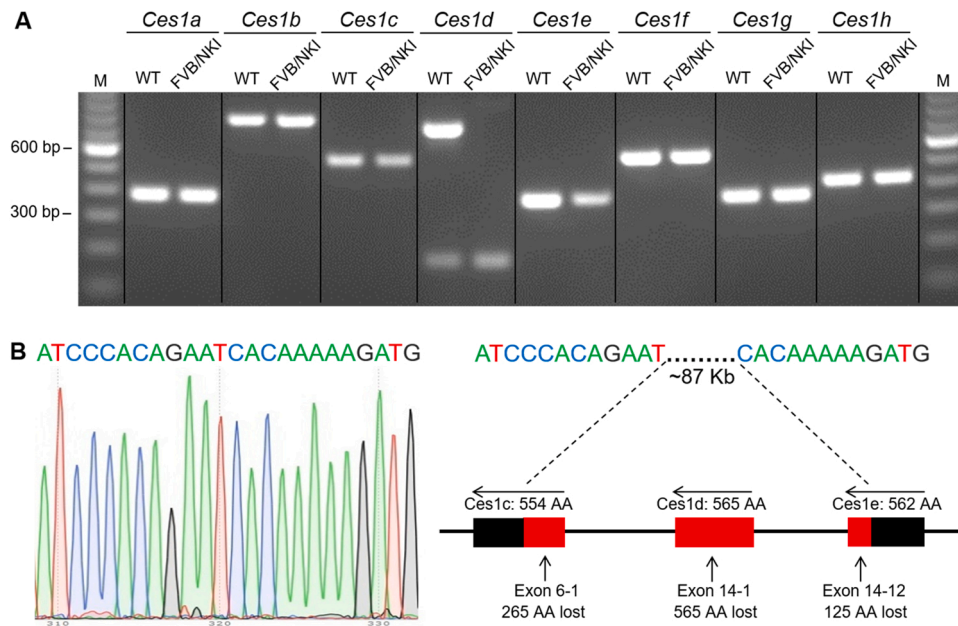 A
Ces1a Ces1b Ces1c Ces1d Ces1e Ces1f Ces1g Ces1h
M WT FVB/NKI WT FVB/NKI WT FVB/NKI WT FVB/NKI WT FVB/NKI WT FVB/NKI WT FVB/NKI WT FVB/NKI M
600 bp
300 bp
B
ATCCCACAGAATCACAAAAAGATG
310 320 330
ATCCCACAGAAT..........CACAAAAAGATG
~87 Kb
Ces1c: 554 AA Ces1d: 565 AA Ces1e: 562 AA
Exon 6-1 Exon 14-1 Exon 14-12
265 AA lost 565 AA lost 125 AA lost